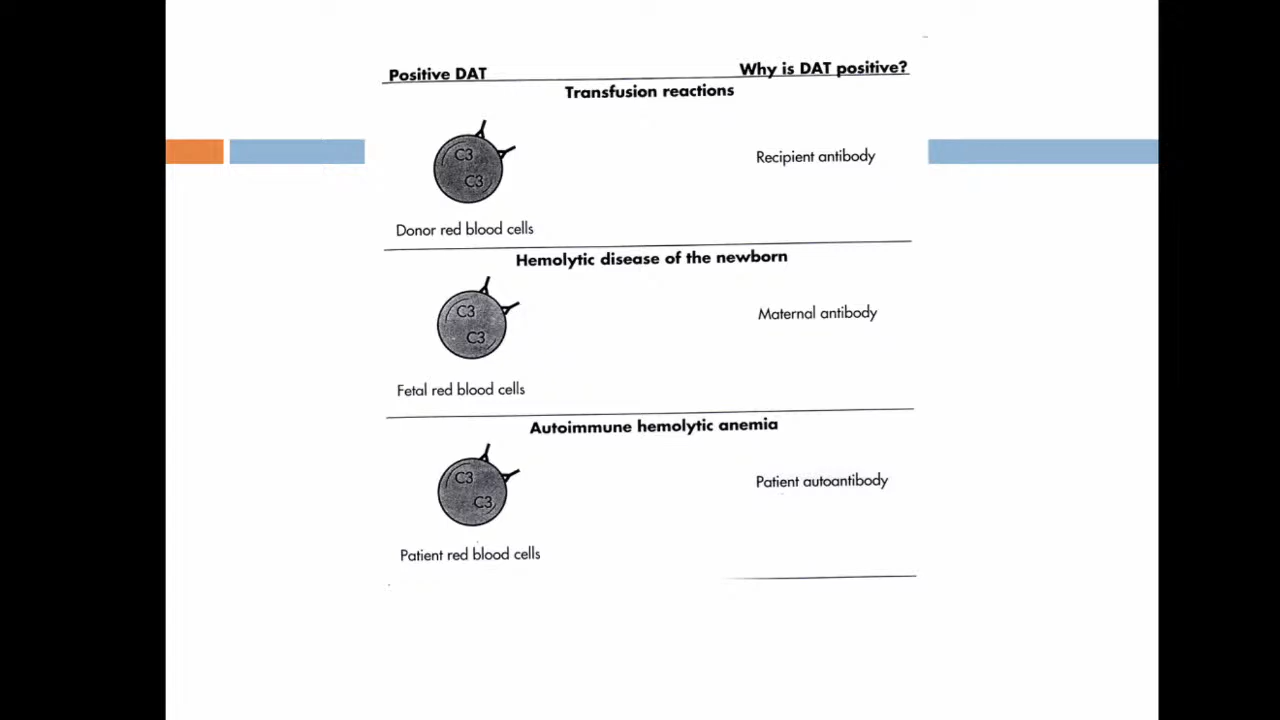 Positive DAT Why is DAT positive?
Transfusion reactions
C3
C3
Recipient antibody
Donor red blood cells
Hemolytic disease of the newborn
C3
C3
Maternal antibody
Fetal red blood cells
Autoimmune hemolytic anemia
C3
C3
Patient autoantibody
Patient red blood cells